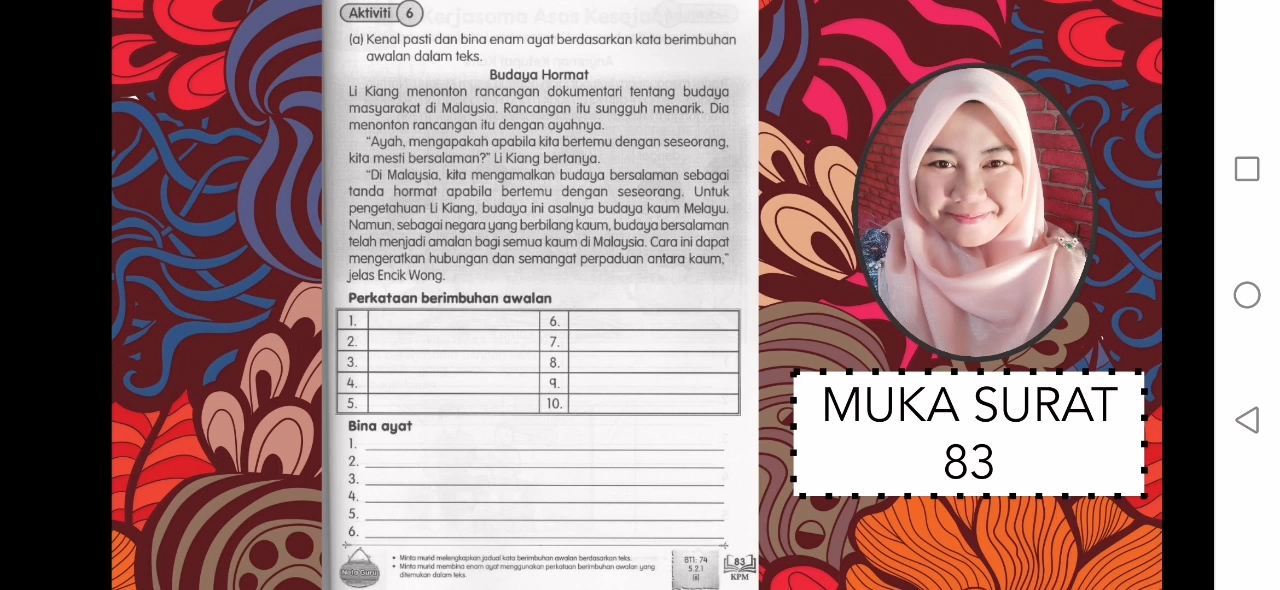 Aktiviti 6
(a) Kenal pasti dan bina enam ayat berdasarkan kata berimbuhan
awalan dalam teks.
Budaya Hormat
Li Kiang menonton rancangan dokumentari tentang budaya
masyarakat di Malaysia. Rancangan itu sungguh menarik. Dia
menonton rancangan itu dengan ayahnya.
“Ayah, mengapakah apabila kita bertemu dengan seseorang,
kita mesti bersalaman?” Li Kiang bertanya.
“Di Malaysia, kita mengamalkan budaya bersalaman sebagai
tanda hormat apabila bertemu dengan seseorang. Untuk
pengetahuan Li Kiang, budaya ini asalnya budaya kaum Melayu.
Namun, sebagai negara yang berbilang kaum, budaya bersalaman
telah menjadi amalan bagi semua kaum di Malaysia. Cara ini dapat
mengeratkan hubungan dan semangat perpaduan antara kaum,”
jelas Encik Wong.
Perkataan berimbuhan awalan
1. 6.
2. 7.
3. 8.
4. 9.
5. 10.
Bina ayat
1.
2.
3.
4.
5.
6.
Nota Guru
• Minta murid melengkapkan jadual kata berimbuhan awalan berdasarkan teks.
• Minta murid membina enam ayat menggunakan perkataan berimbuhan awalan yang
ditemukan dalam teks.
BT1: 74
5.2.1
83
KPM
MUKA SURAT
83